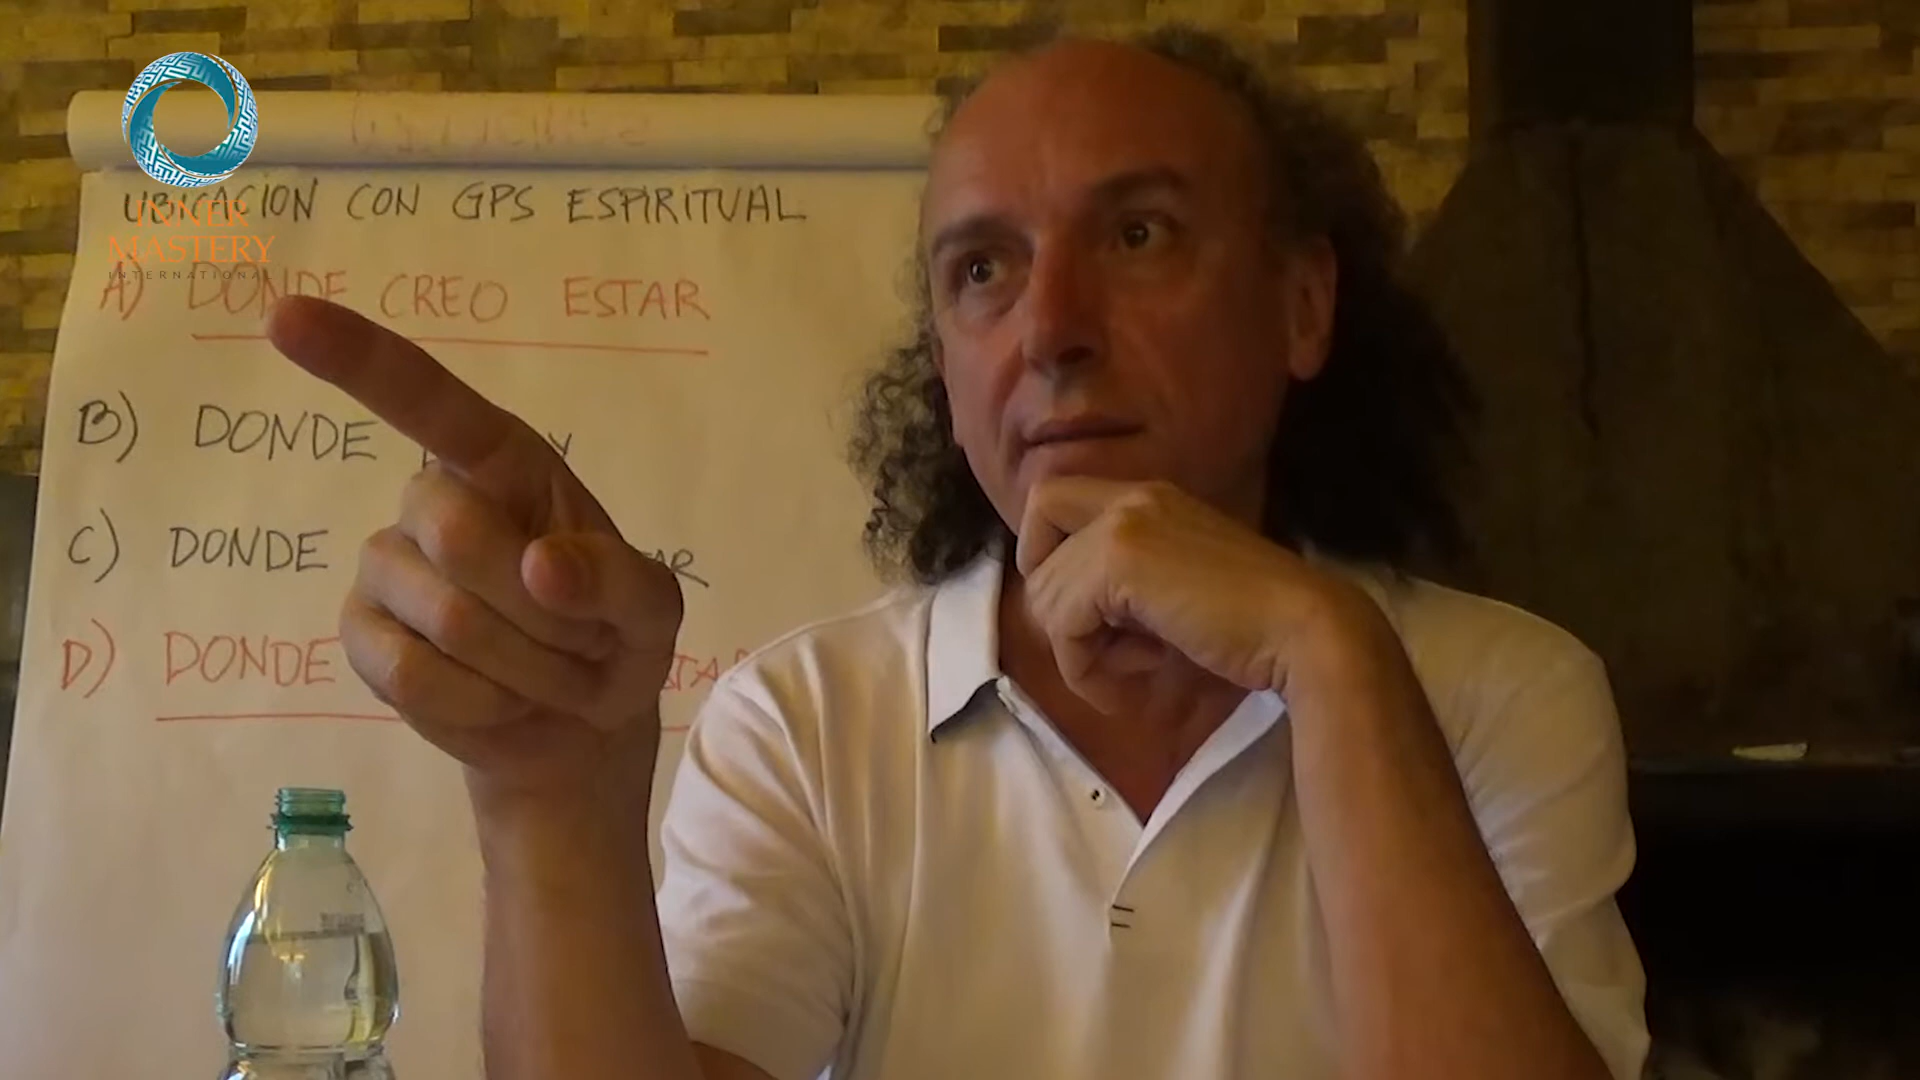 UBICACION CON GPS ESPIRITUAL
INNER
MASTERY
INTERNATIONAL
A) DONDE CREO ESTAR
B) DONDE
C) DONDE
D) DONDE